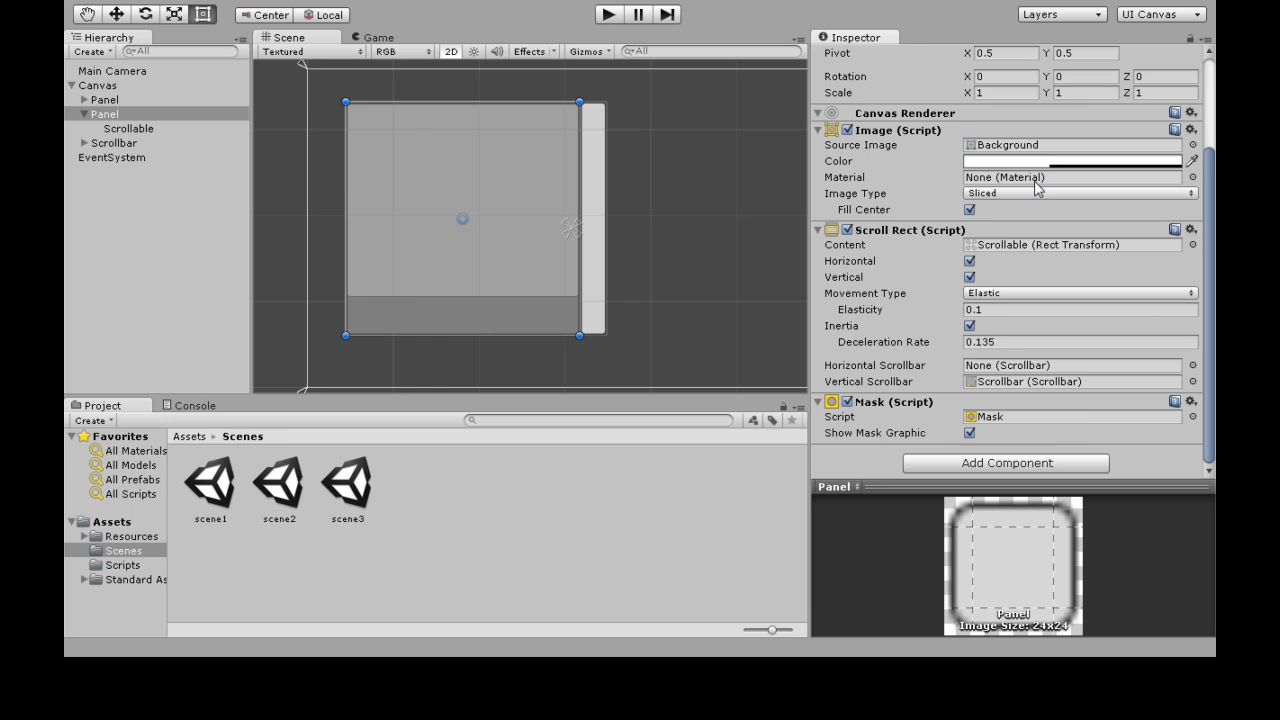 Center
Local
Layers
UI Canvas
Hierarchy
Create
All
Main Camera
Canvas
Panel
Panel
Scrollable
Scrollbar
EventSystem
Scene
Game
Textured
RGB
2D
Effects
Gizmos
All
Inspector
Pivot X 0.5 Y 0.5
Rotation X 0 Y 0 Z 0
Scale X 1 Y 1 Z 1
Canvas Renderer
Image (Script)
Source Image Background
Color
Material None (Material)
Image Type Sliced
Fill Center
Scroll Rect (Script)
Content Scrollable (Rect Transform)
Horizontal
Vertical
Movement Type Elastic
Elasticity 0.1
Inertia
Deceleration Rate 0.135
Horizontal Scrollbar None (Scrollbar)
Vertical Scrollbar Scrollbar (Scrollbar)
Mask (Script)
Script Mask
Show Mask Graphic
Add Component
Panel
Panel
Image Size: 24x24
Project
Console
Create
Favorites
All Materials
All Models
All Prefabs
All Scripts
Assets
Resources
Scenes
Scripts
Standard As
Assets Scenes
scene1
scene2
scene3